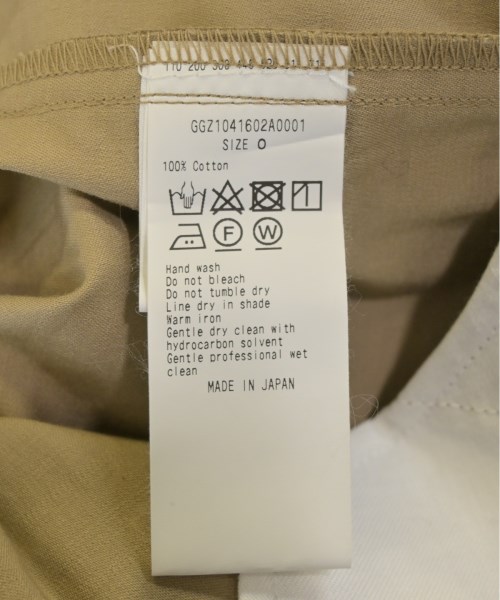 GGZ1041602A0001
SIZE O
100% Cotton
F W
Hand wash
Do not bleach
Do not tumble dry
Line dry in shade
Warm iron
Gentle dry clean with
hydrocarbon solvent
Gentle professional wet
clean
MADE IN JAPAN